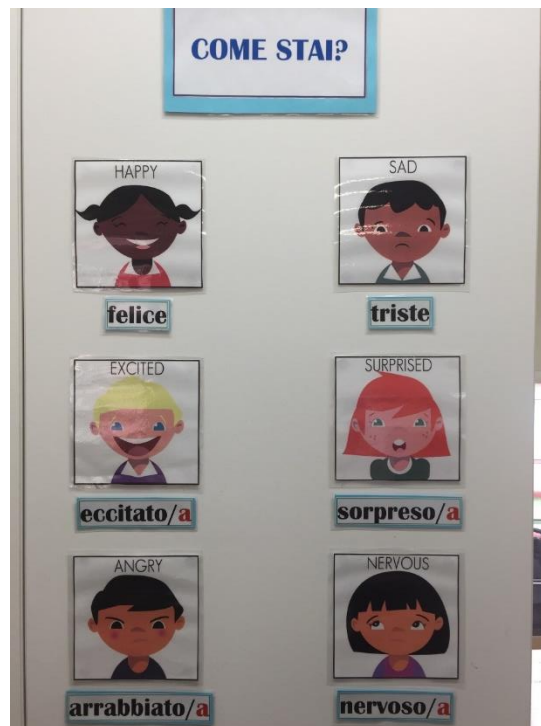 COME STAI?
HAPPY
felice
SAD
triste
EXCITED
eccitato/a
SURPRISED
sorpreso/a
ANGRY
arrabbiato/a
NERVOUS
nervoso/a